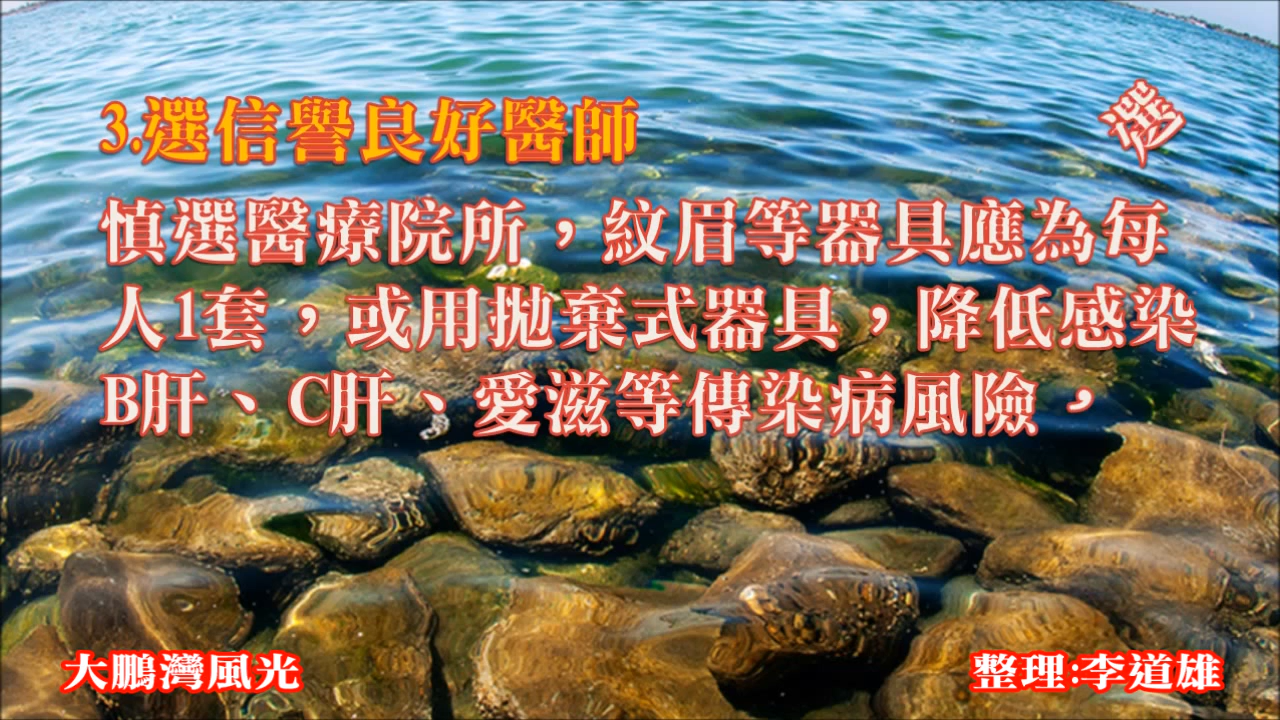 3.選信譽良好醫師
選
慎選醫療院所，紋眉等器具應為每
人1套，或用拋棄式器具，降低感染
B肝、C肝、愛滋等傳染病風險，
大鵬灣風光
整理:李道雄